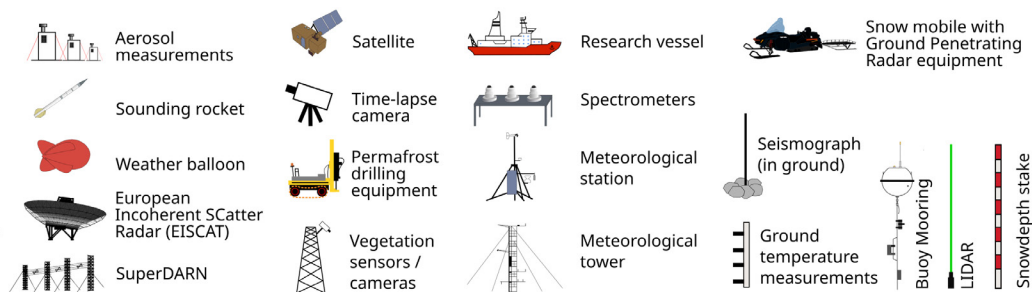 Aerosol
measurements
Sounding rocket
Weather balloon
European
Incoherent SCatter
Radar (EISCAT)
SuperDARN
Satellite
Time-lapse
camera
Permafrost
drilling
equipment
Vegetation
sensors /
cameras
Research vessel
Spectrometers
Meteorological
station
Meteorological
tower
Snow mobile with
Ground Penetrating
Radar equipment
Seismograph
(in ground)
Ground
temperature
measurements
Buoy Mooring
LIDAR
Snowdepth stake